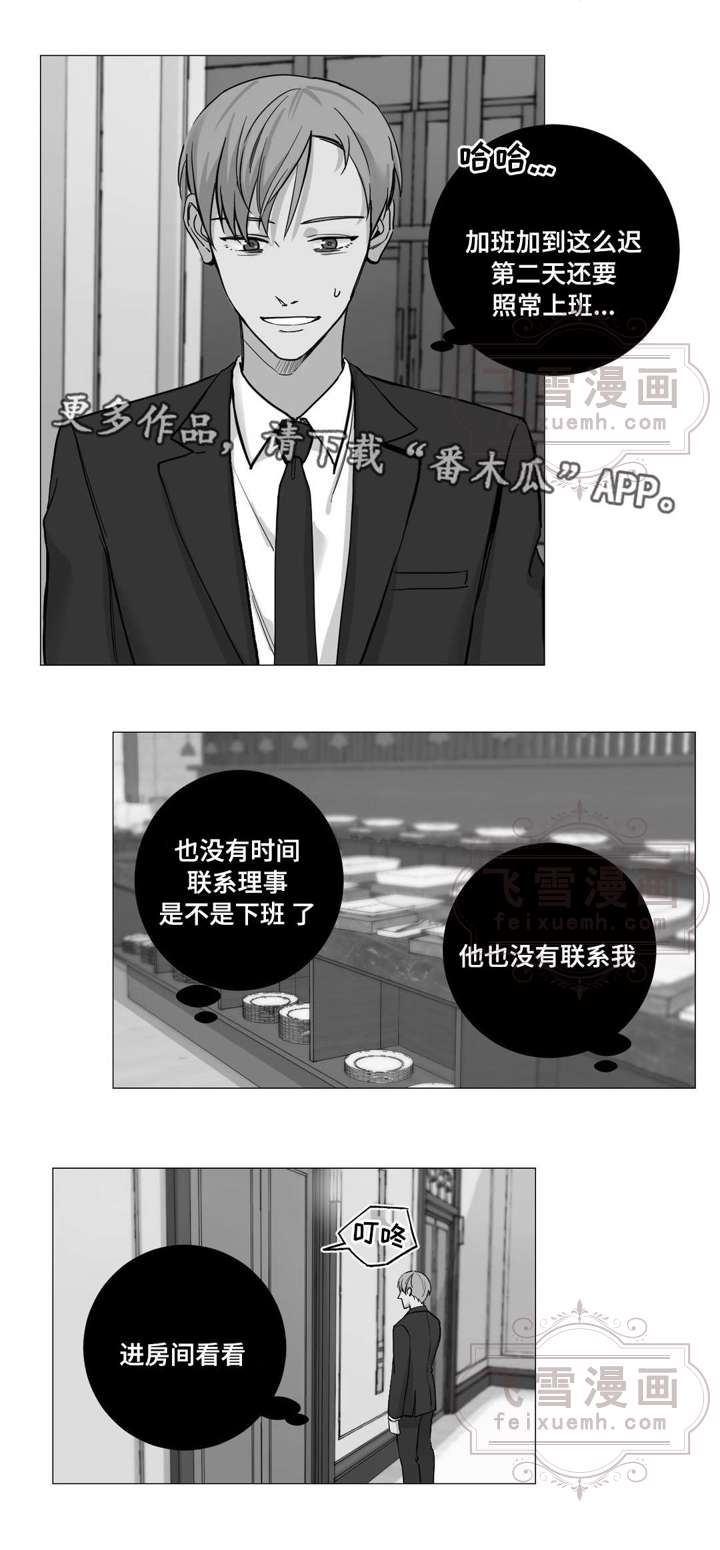 哈哈...
加班加到这么迟
第二天还要
照常上班...
飞雪漫画
feixuemh.com
更多作品，请下载“番木瓜”APP。
也没有时间
联系理事
是不是下班 了
飞雪漫画
feixuemh.com
他也没有联系我
叮咚
进房间看看
飞雪漫画
feixuemh.com